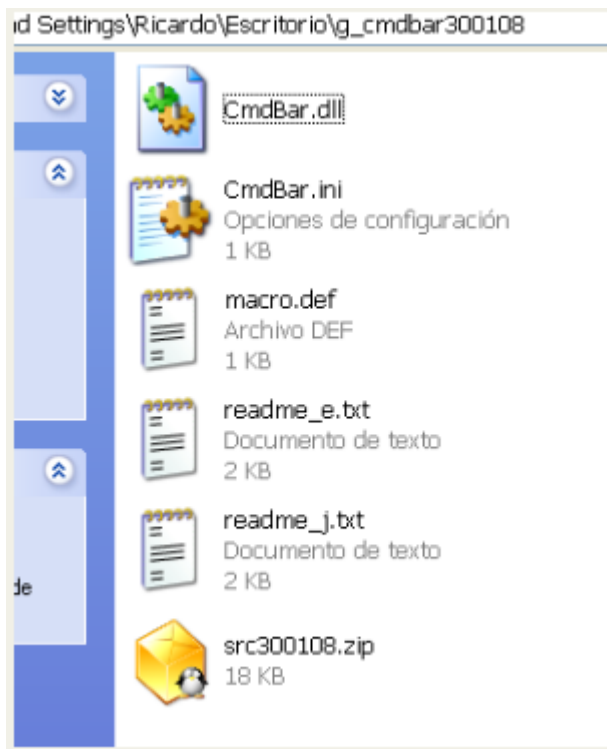 id Settings\Ricardo\Escritorio\g_cmdbar300108
CmdBar.dll
CmdBar.ini
Opciones de configuración
1 KB
macro.def
Archivo DEF
1 KB
readme_e.txt
Documento de texto
2 KB
readme_j.txt
Documento de texto
2 KB
de
src300108.zip
18 KB